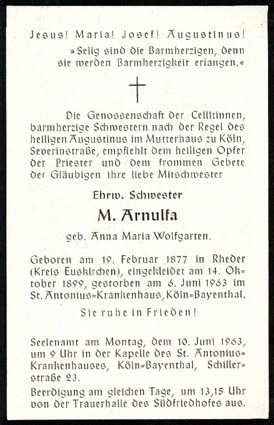 Jesus! Maria! Josef! Augustinus!
»Selig sind die Barmherzigen, denn
sie werden Barmherzigkeit erlangen.«
Die Genossenschaft der Cellitinnen,
barmherzige Schwestern nach der Regel des
heiligen Augustinus im Mutterhaus zu Köln,
Severinstraße, empfiehlt dem heiligen Opfer
der Priester und dem frommen Gebete
der Gläubigen ihre liebe Mitschwester
Ehrw. Schwester
M. Arnulfa
geb. Anna Maria Wolfgarten.
Geboren am 19. Februar 1877 in Rheder
(Kreis Euskirchen), eingekleidet am 14. Ok-
tober 1899, gestorben am 6. Juni 1963 im
St. Antonius-Krankenhaus, Köln-Bayenthal.
Sie ruhe in Frieden!
Seelenamt am Montag, dem 10. Juni 1963,
um 9 Uhr in der Kapelle des St. Antonius-
Krankenhauses, Köln-Bayenthal, Schiller-
straße 23.
Beerdigung am gleichen Tage, um 13,15 Uhr
von der Trauerhalle des Südfriedhofes aus.